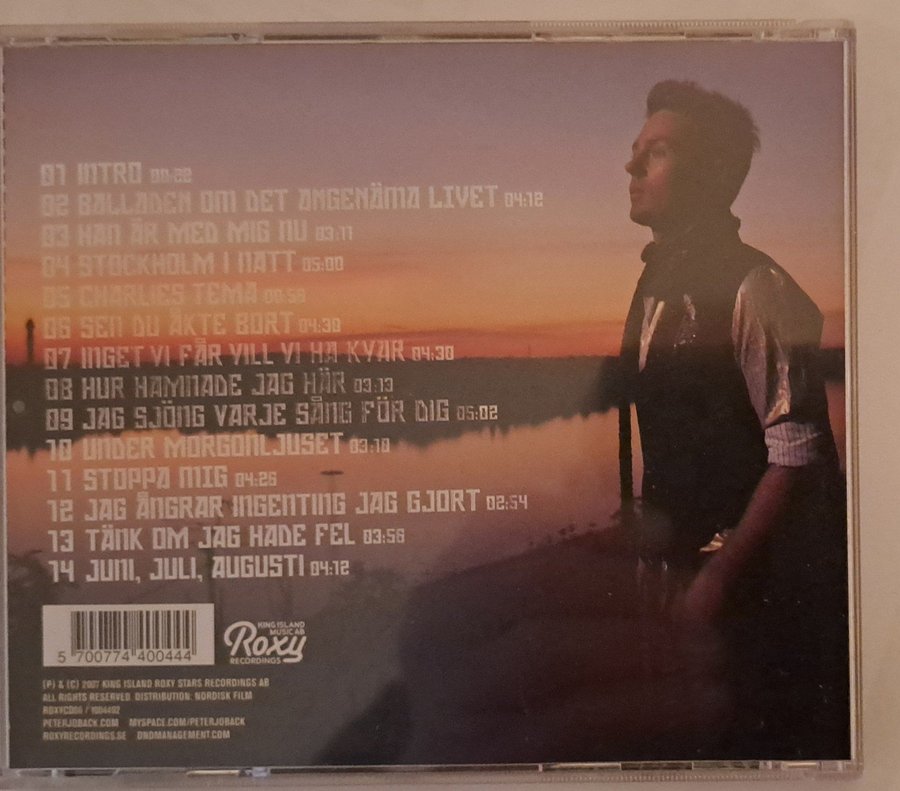 01 INTRO 00:22
02 BALLADEN OM DET ANGENÄMA LIVET 04:12
03 HAN ÄR MED MIG NU 03:11
04 STOCKHOLM I NATT 05:00
05 CHARLIES TEMA 00:58
06 SEN DU ÅKTE BORT 04:30
07 INGET VI FÅR VILL VI HA KVAR 04:30
08 HUR HAMNADE JAG HÄR 03:13
09 JAG SJÖNG VARJE SÅNG FÖR DIG 05:02
10 UNDER MORGONLJUSET 03:10
11 STOPPA MIG 04:26
12 JAG ÅNGRAR INGENTING JAG GJORT 02:54
13 TÄNK OM JAG HADE FEL 03:56
14 JUNI, JULI, AUGUSTI 04:12
5 700774 400444
KING ISLAND
MUSIC AB
Roxy
RECORDINGS
(P) & (C) 2007 KING ISLAND ROXY STARS RECORDINGS AB
ALL RIGHTS RESERVED. DISTRIBUTION: NORDISK FILM
ROXYCD06 / 1004492
PETERJOBACK.COM MYSPACE.COM/PETERJOBACK
ROXYRECORDINGS.SE DNDMANAGEMENT.COM